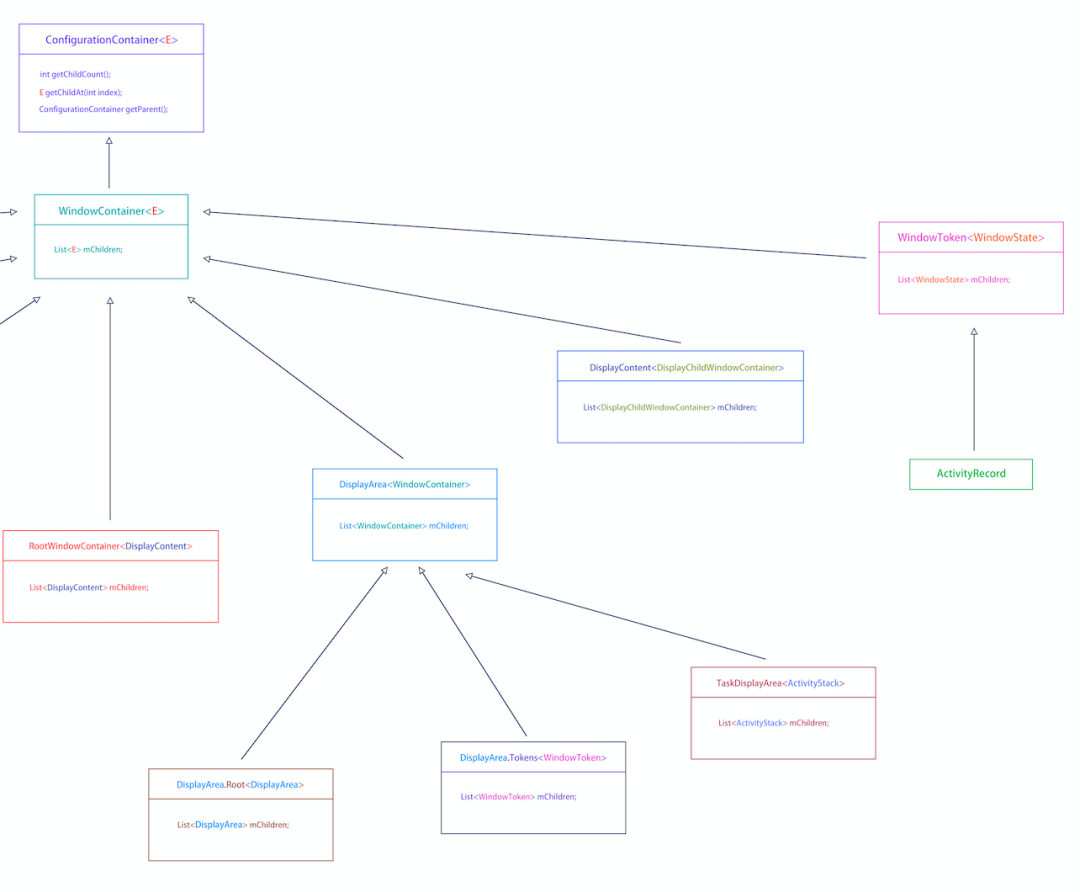 ConfigurationContainer<E>
int getChildCount();
E getChildAt(int index);
ConfigurationContainer getParent();
WindowContainer<E>
List<E> mChildren;
WindowToken<WindowState>
List<WindowState> mChildren;
DisplayContent<DisplayChildWindowContainer>
List<DisplayChildWindowContainer> mChildren;
ActivityRecord
DisplayArea<WindowContainer>
List<WindowContainer> mChildren;
RootWindowContainer<DisplayContent>
List<DisplayContent> mChildren;
TaskDisplayArea<ActivityStack>
List<ActivityStack> mChildren;
DisplayArea.Tokens<WindowToken>
List<WindowToken> mChildren;
DisplayArea.Root<DisplayArea>
List<DisplayArea> mChildren;